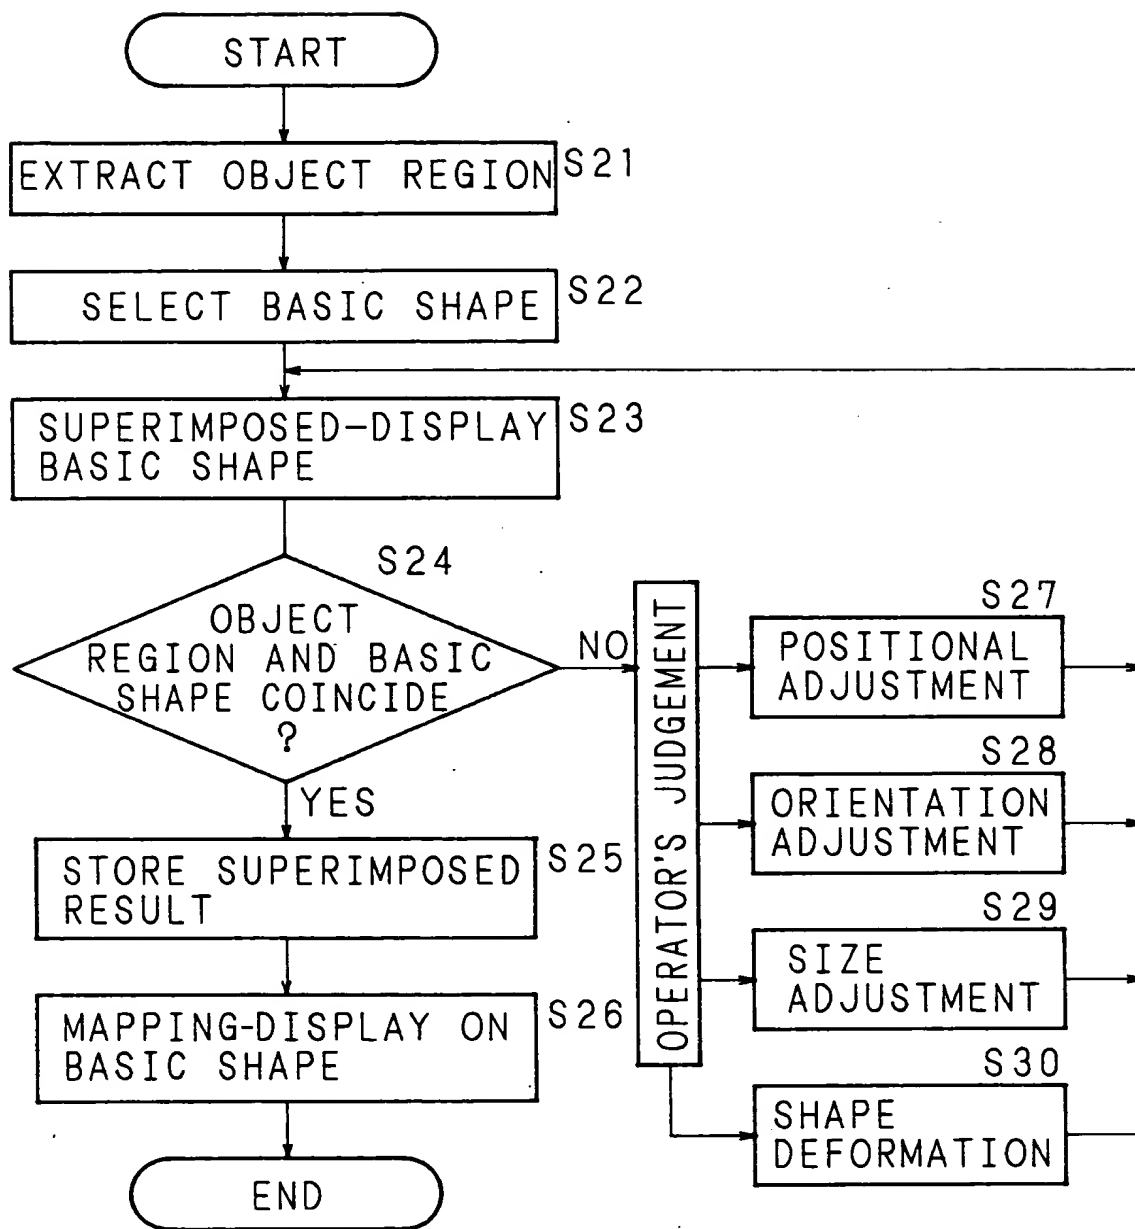 START
EXTRACT OBJECT REGION
S21
SELECT BASIC SHAPE
S22
SUPERIMPOSED-DISPLAY
BASIC SHAPE
S23
S24
OBJECT
REGION AND BASIC
SHAPE COINCIDE
?
NO
YES
STORE SUPERIMPOSED
RESULT
S25
MAPPING-DISPLAY ON
BASIC SHAPE
S26
END
OPERATOR'S JUDGEMENT
S27
POSITIONAL
ADJUSTMENT
S28
ORIENTATION
ADJUSTMENT
S29
SIZE
ADJUSTMENT
S30
SHAPE
DEFORMATION